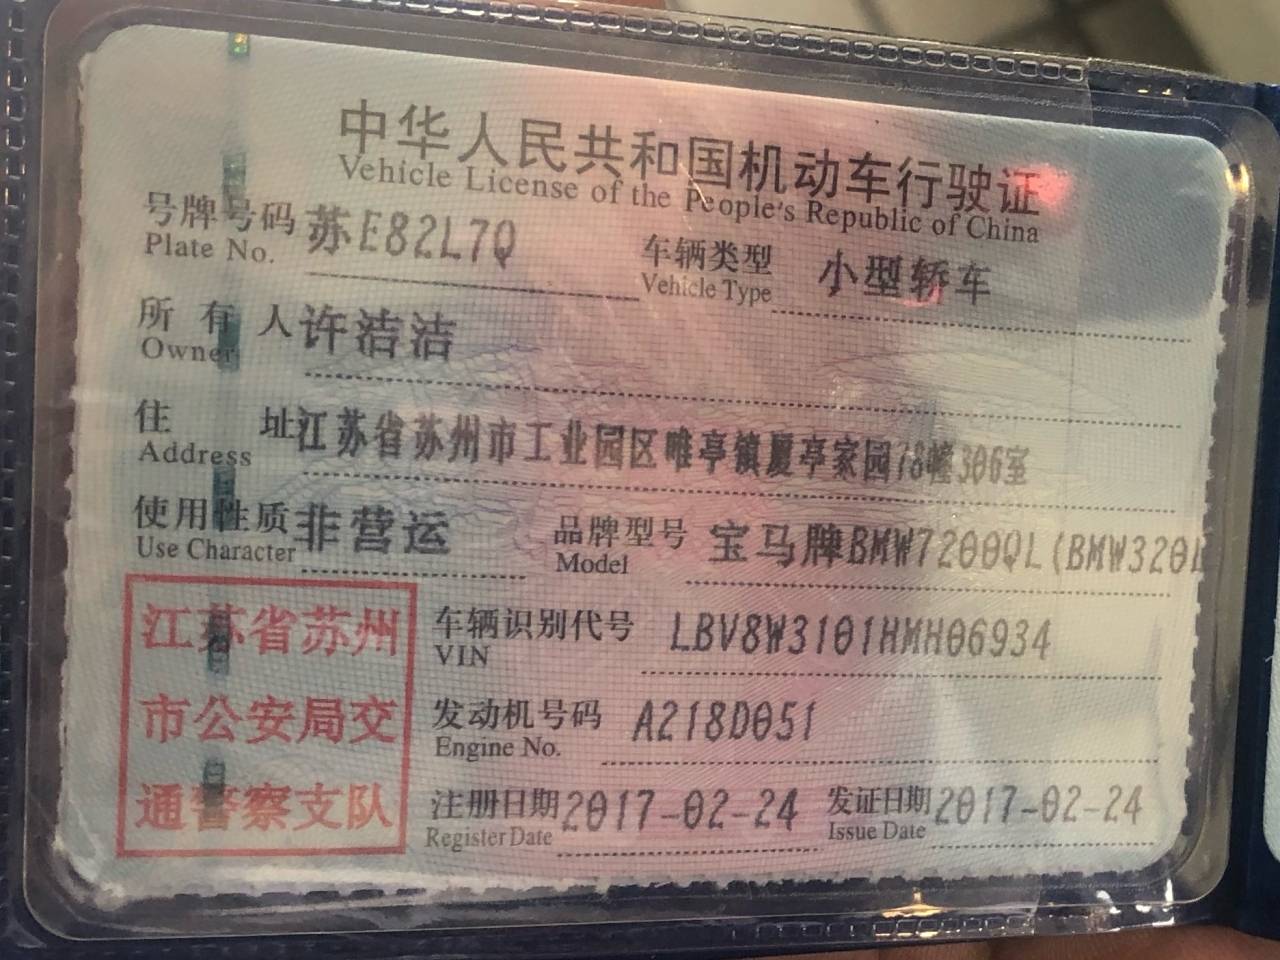 中华人民共和国机动车行驶证
Vehicle License of the People's Republic of China
号牌号码 苏E82L7Q
Plate No.
车辆类型 小型轿车
Vehicle Type
所有人 许洁洁
Owner
住址 江苏省苏州市工业园区唯亭镇厦亭家园78幢306室
Address
使用性质 非营运
Use Character
品牌型号 宝马牌BMW7200QL(BMW320L
Model
江苏省苏州
市公安局交
通警察支队
车辆识别代号 LBV8W3101HMH06934
VIN
发动机号码 A218D051
Engine No.
注册日期 2017-02-24
Register Date
发证日期 2017-02-24
Issue Date